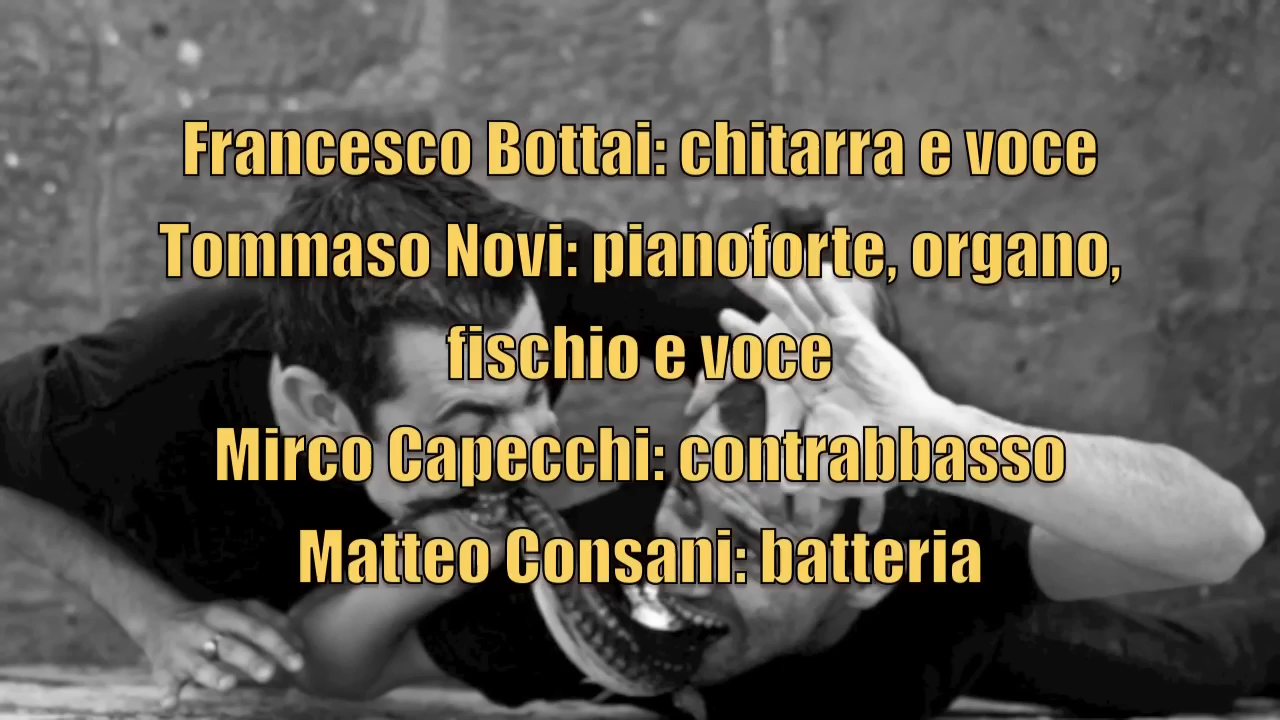 Francesco Bottai: chitarra e voce
Tommaso Novi: pianoforte, organo,
fischio e voce
Mirco Capecchi: contrabbasso
Matteo Consani: batteria